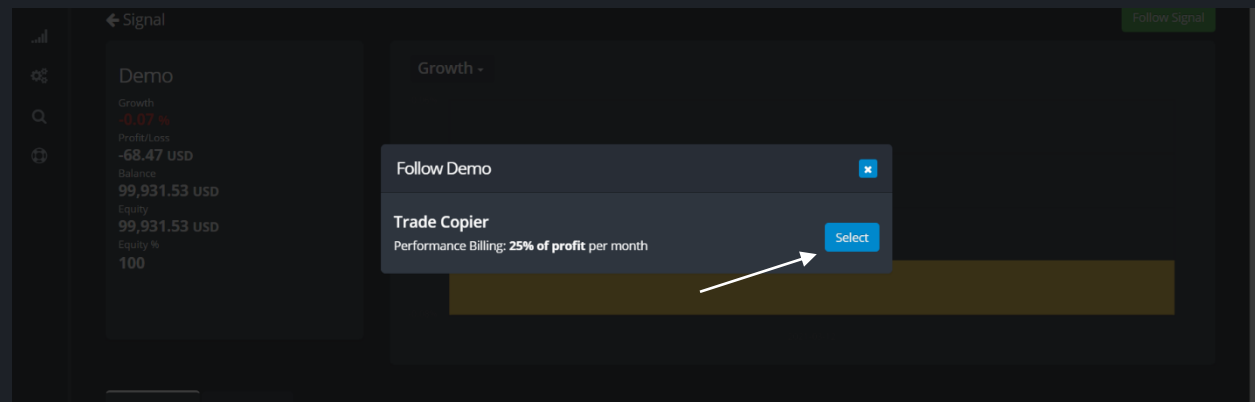 Signal
Follow Signal
Demo
Growth
-0.07 %
Profit/Loss
-68.47 USD
Balance
99,931.53 USD
Equity
99,931.53 USD
Equity %
100
Growth
Follow Demo
Trade Copier
Performance Billing: 25% of profit per month
Select